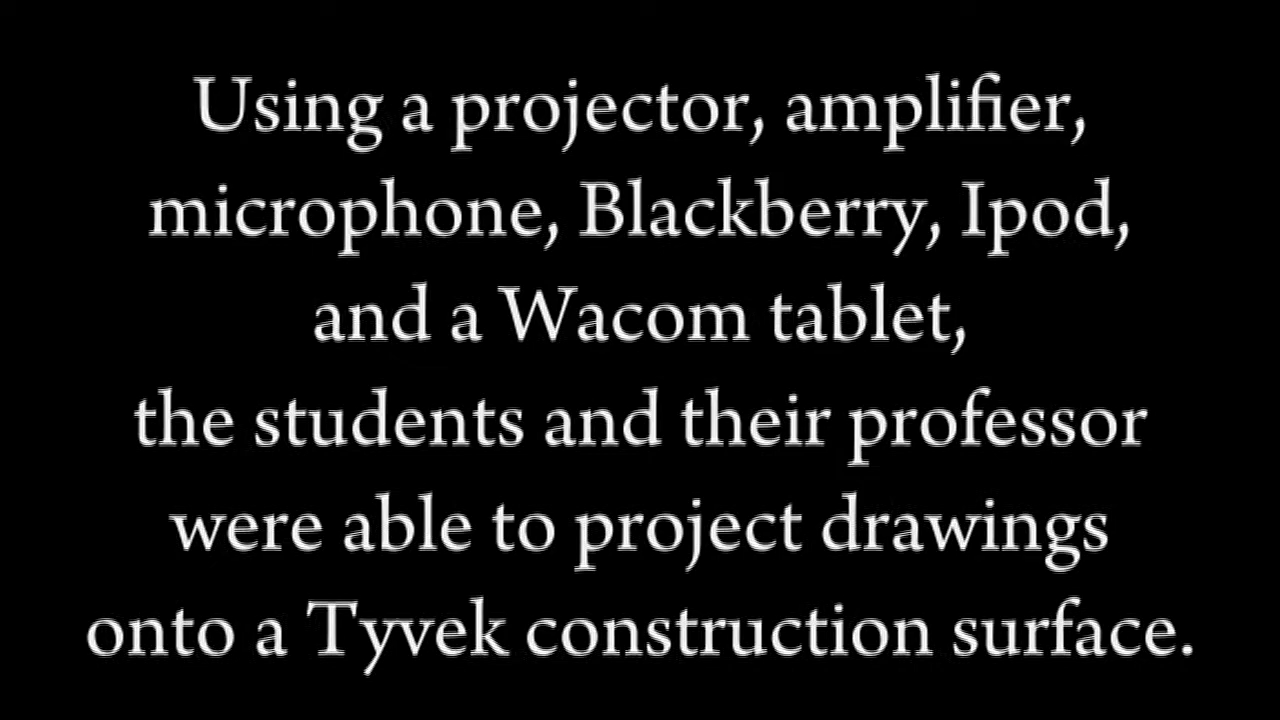 Using a projector, amplifier,
microphone, Blackberry, Ipod,
and a Wacom tablet,
the students and their professor
were able to project drawings
onto a Tyvek construction surface.